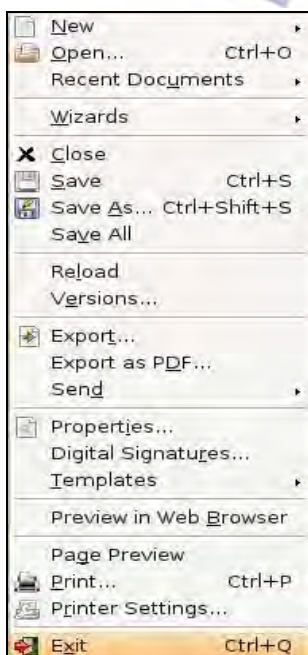 New
Open... Ctrl+O
Recent Documents
Wizards
Close
Save Ctrl+S
Save As... Ctrl+Shift+S
Save All
Reload
Versions...
Export...
Export as PDF...
Send
Properties...
Digital Signatures...
Templates
Preview in Web Browser
Page Preview
Print... Ctrl+P
Printer Settings...
Exit Ctrl+Q